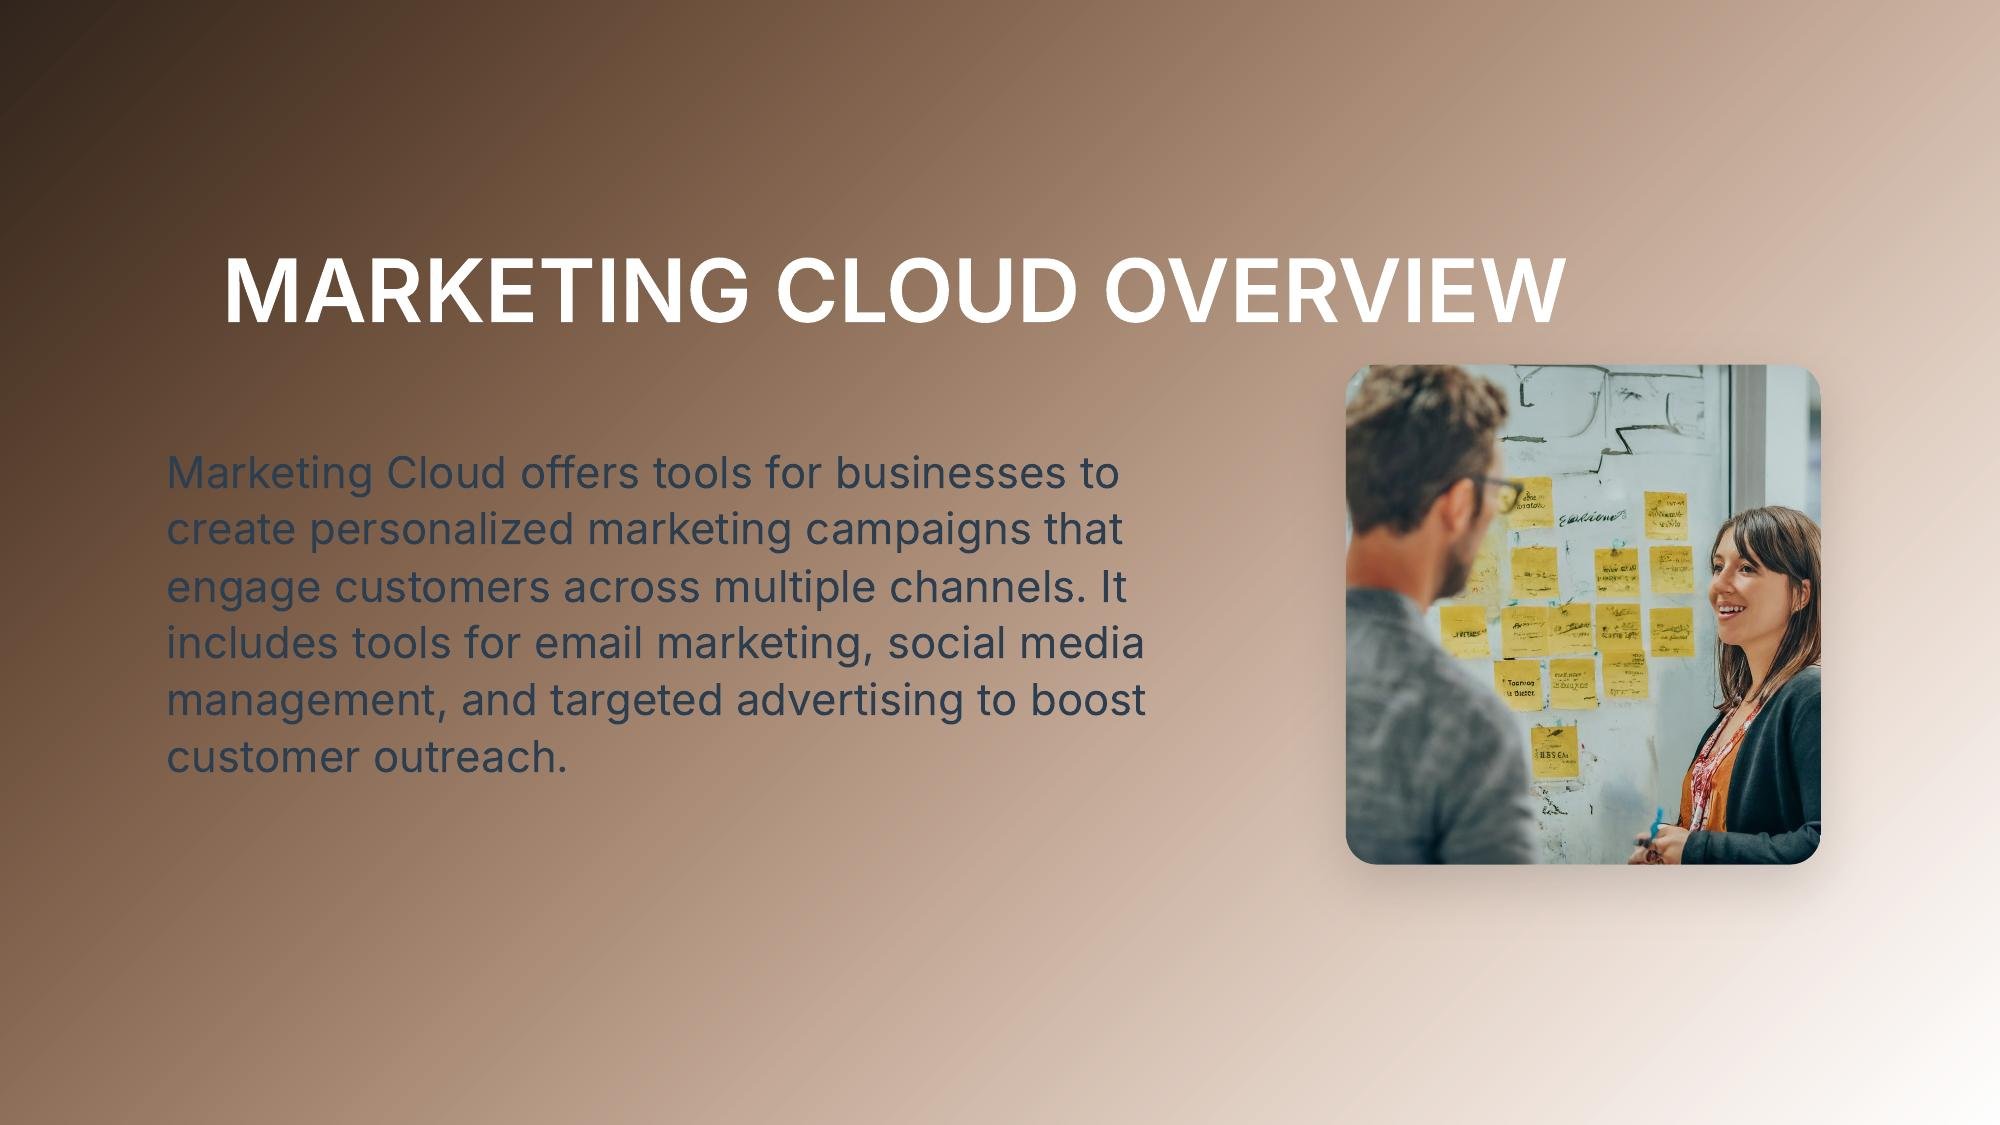 MARKETING CLOUD OVERVIEW
Marketing Cloud offers tools for businesses to
create personalized marketing campaigns that
engage customers across multiple channels. It
includes tools for email marketing, social media
management, and targeted advertising to boost
customer outreach.